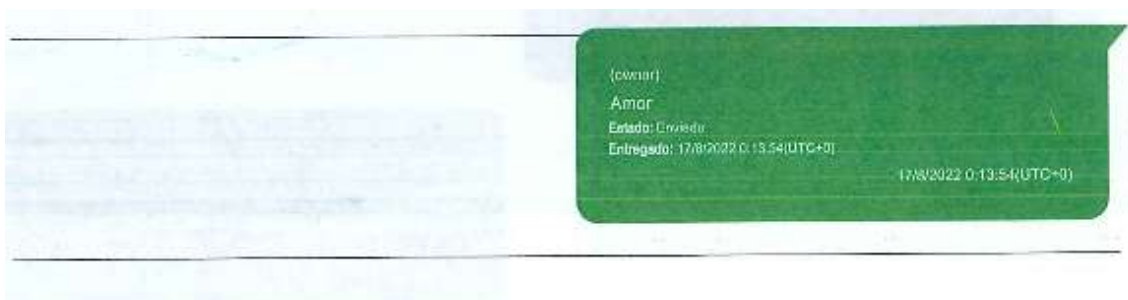 (owner)
Amor
Estado: Enviado
Entregado: 17/8/2022 0:13:54(UTC+0)
17/8/2022 0:13:54(UTC+0)